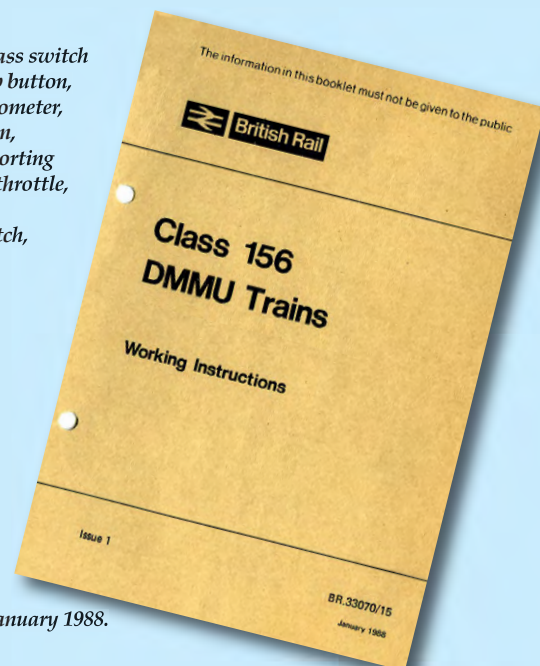 ass switch
button,
ometer,
n,
orting
throttle,
tch,
The information in this booklet must not be given to the public
British Rail
Class 156
DMMU Trains
Working Instructions
Issue 1
BR.33070/15
January 1988
anuary 1988.